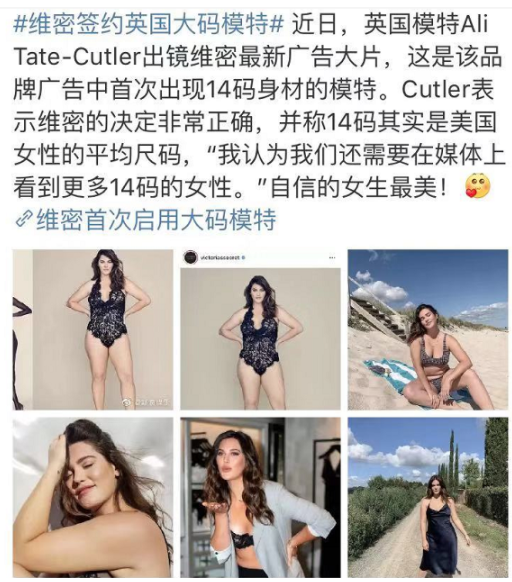 #维密签约英国大码模特# 近日，英国模特Ali
Tate-Cutler出镜维密最新广告大片，这是该品
牌广告中首次出现14码身材的模特。Cutler表
示维密的决定非常正确，并称14码其实是美国
女性的平均尺码，“我认为我们还需要在媒体上
看到更多14码的女性。”自信的女生最美！
维密首次启用大码模特
victoriassecret